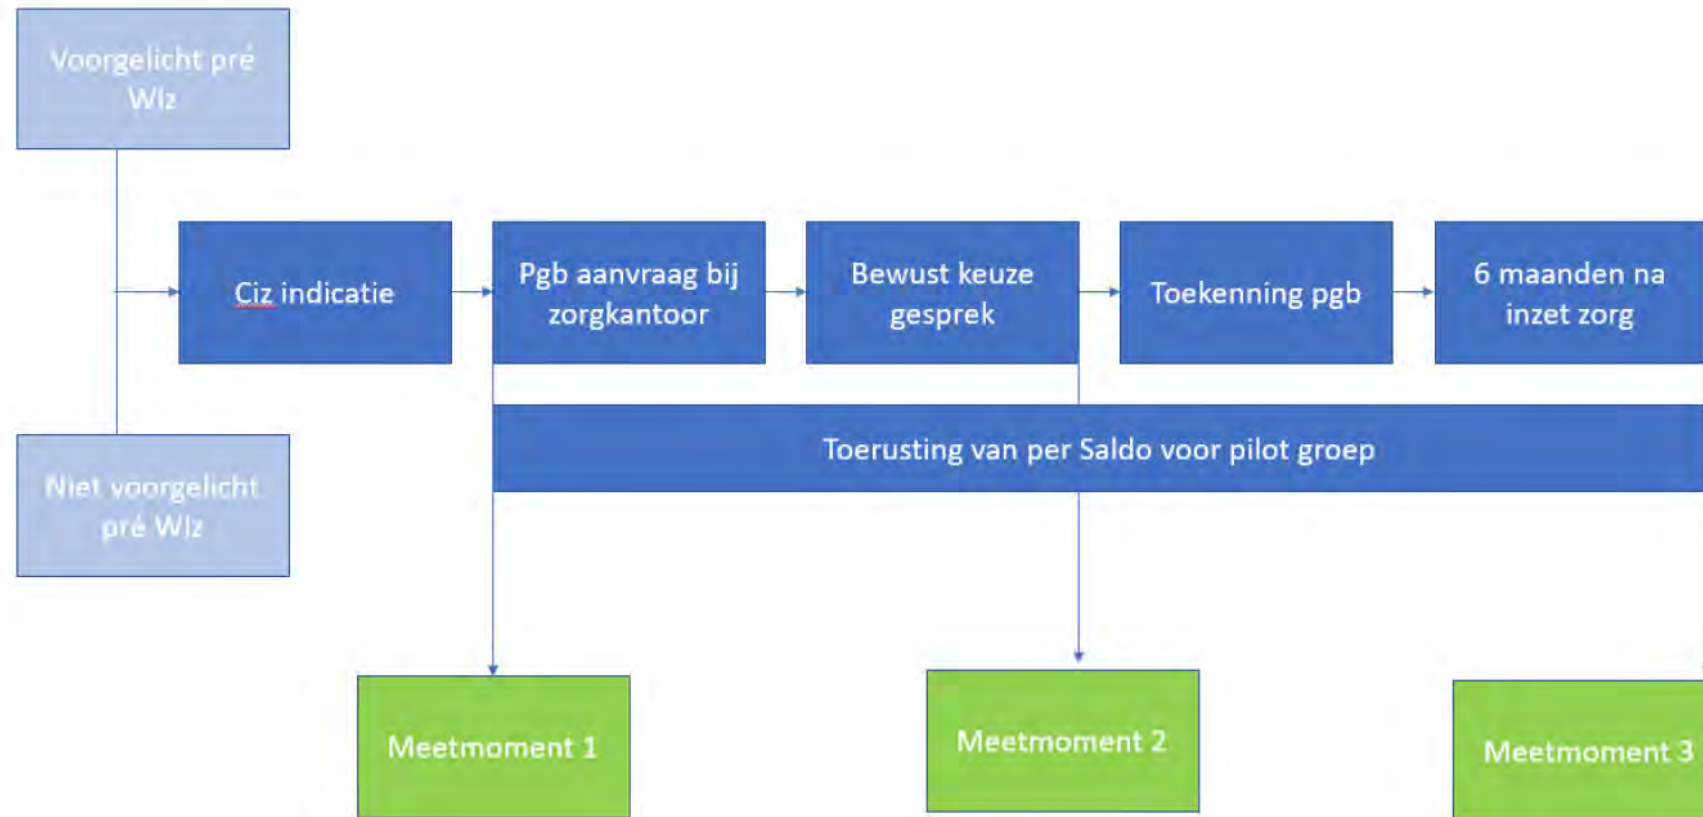 Voorgelicht pré
Wlz
Ciz indicatie
Pgb aanvraag bij
zorgkantoor
Bewust keuze
gesprek
Toekenning pgb
6 maanden na
inzet zorg
Toerusting van per Saldo voor pilot groep
Niet voorgelicht
pré Wlz
Meetmoment 1
Meetmoment 2
Meetmoment 3